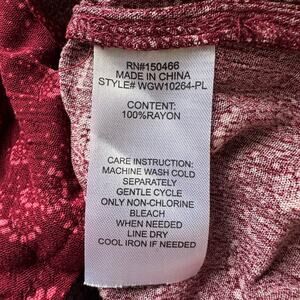 RN#150466
MADE IN CHINA
STYLE# WGW10264-PL
CONTENT:
100%RAYON
CARE INSTRUCTION:
MACHINE WASH COLD
SEPARATELY
GENTLE CYCLE
ONLY NON-CHLORINE
BLEACH
WHEN NEEDED
LINE DRY
COOL IRON IF NEEDED